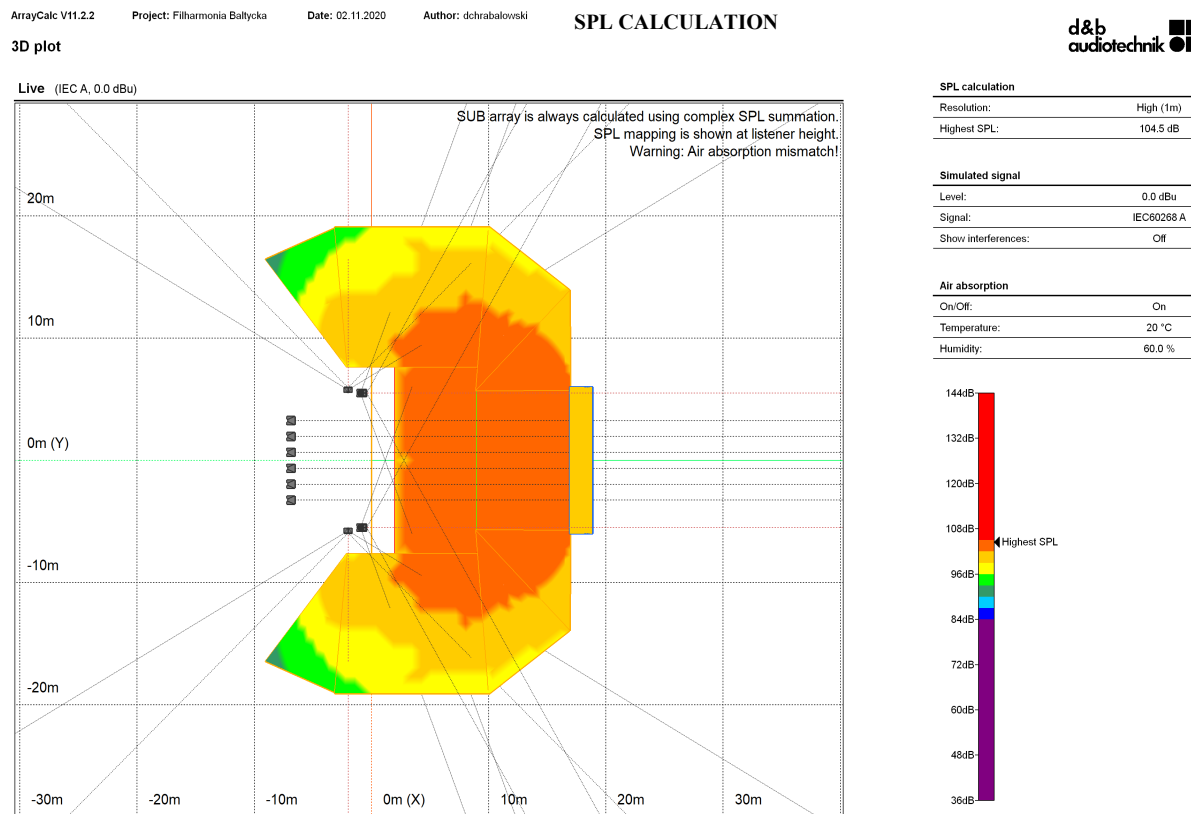 ArrayCalc V11.2.2 Project: Filharmonia Bałtycka Date: 02.11.2020 Author: dchrabalowski
SPL CALCULATION
d&b
audiotechnik
3D plot
Live (IEC A, 0.0 dBu)
SUB array is always calculated using complex SPL summation.
SPL mapping is shown at listener height.
Warning: Air absorption mismatch!
20m
10m
0m (Y)
-10m
-20m
-30m -20m -10m 0m (X) 10m 20m 30m
SPL calculation
Resolution: High (1m)
Highest SPL: 104.5 dB
Simulated signal
Level: 0.0 dBu
Signal: IEC60268 A
Show interferences: Off
Air absorption
On/Off: On
Temperature: 20 °C
Humidity: 60.0 %
144dB
132dB
120dB
108dB
Highest SPL
96dB
84dB
72dB
60dB
48dB
36dB